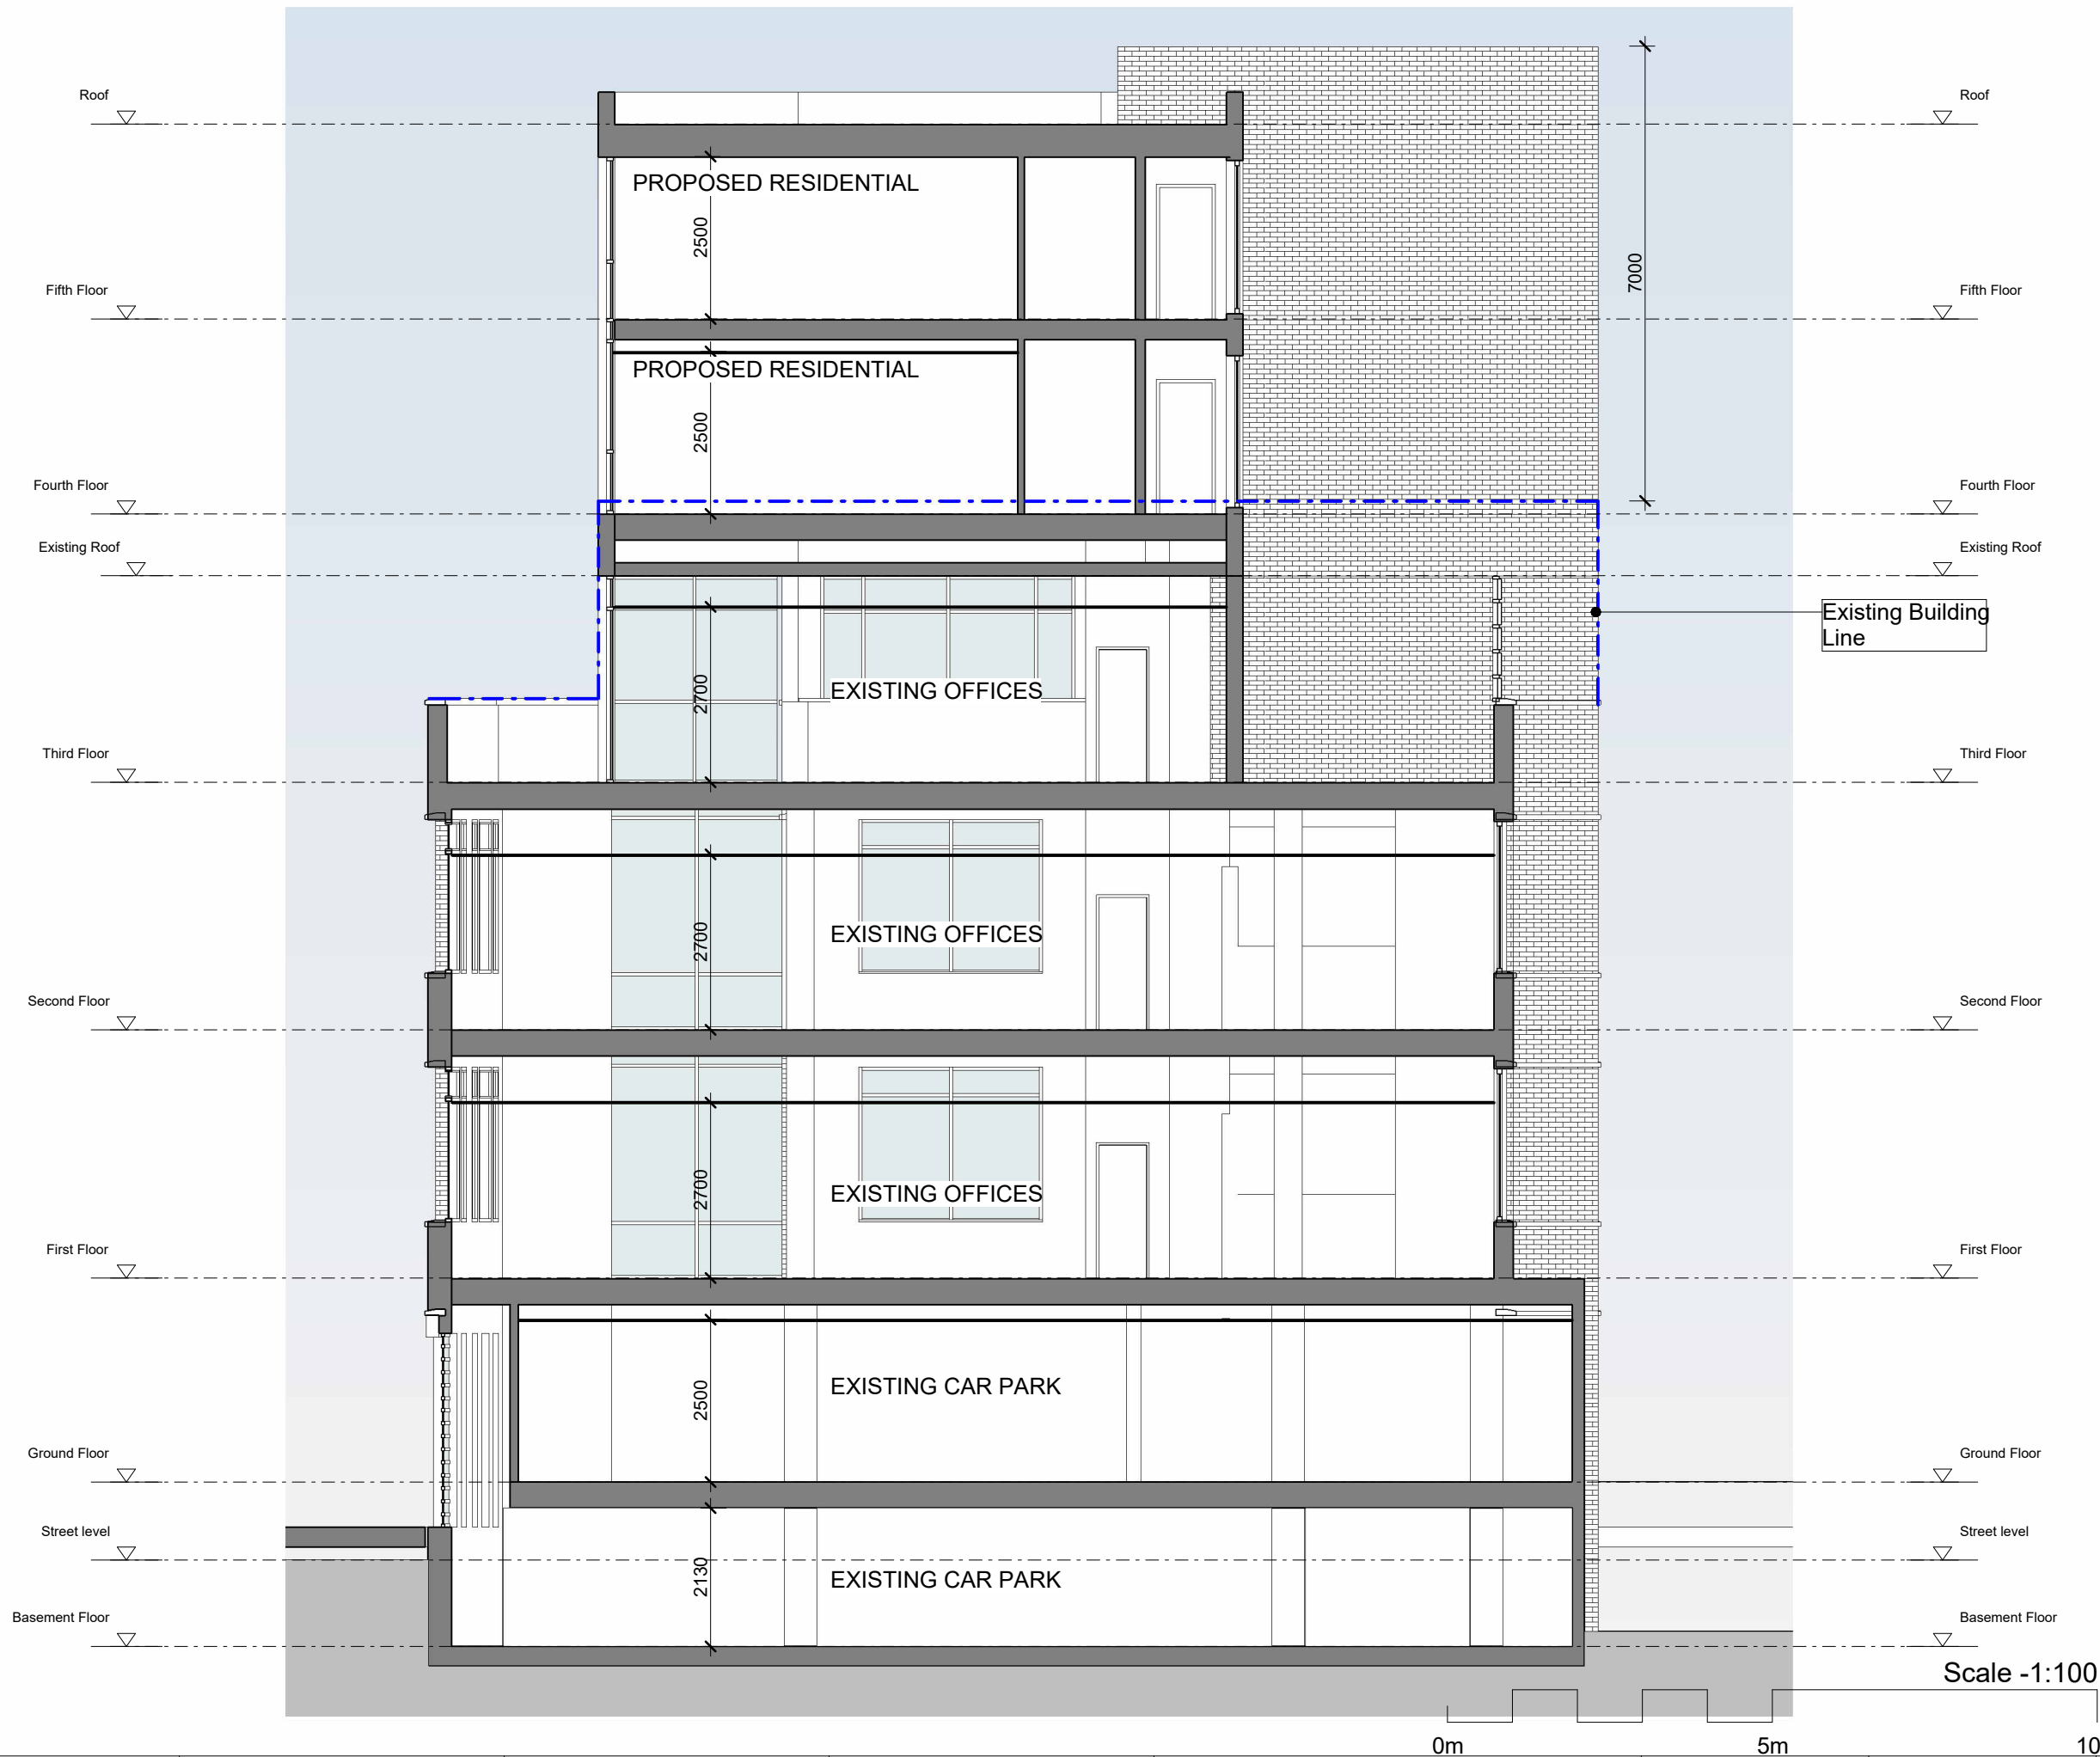 Roof
Roof
PROPOSED RESIDENTIAL
2500
7000
Fifth Floor
Fifth Floor
PROPOSED RESIDENTIAL
2500
Fourth Floor
Fourth Floor
Existing Roof
Existing Roof
Existing Building
Line
EXISTING OFFICES
2700
Third Floor
Third Floor
EXISTING OFFICES
2700
Second Floor
Second Floor
EXISTING OFFICES
2700
First Floor
First Floor
EXISTING CAR PARK
2500
Ground Floor
Ground Floor
Street level
Street level
EXISTING CAR PARK
2130
Basement Floor
Basement Floor
Scale -1:100
0m 5m 10